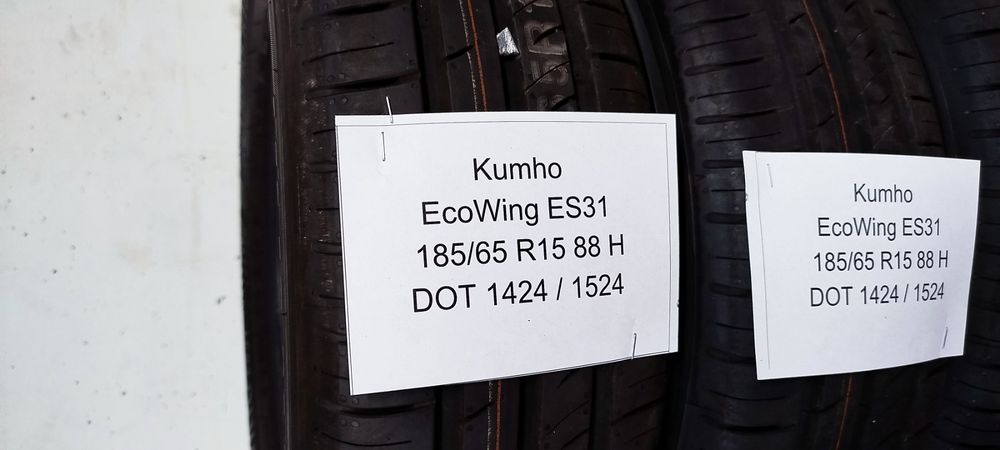 Kumho
EcoWing ES31
185/65 R15 88 H
DOT 1424 / 1524
Kumho
EcoWing ES31
185/65 R15 88 H
DOT 1424 / 1524